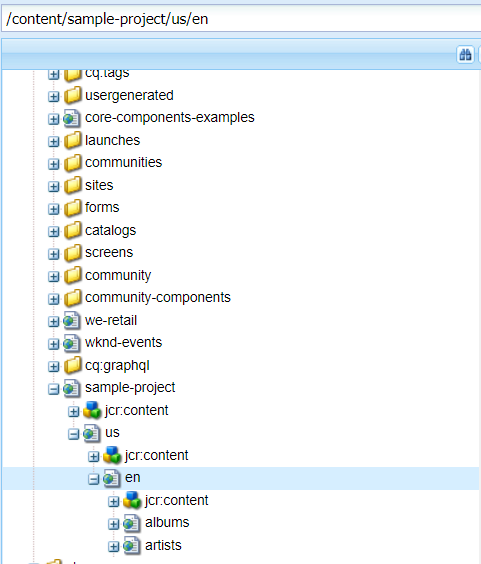 /content/sample-project/us/en
cq:tags
usergenerated
core-components-examples
launches
communities
sites
forms
catalogs
screens
community
community-components
we-retail
wknd-events
cq:graphql
sample-project
jcr:content
us
jcr:content
en
jcr:content
albums
artists